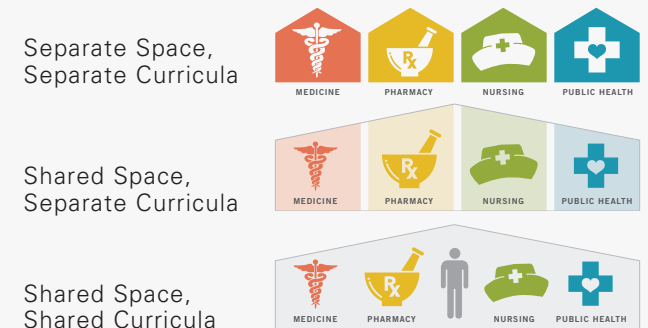 Separate Space,
Separate Curricula
Rx
MEDICINE PHARMACY NURSING PUBLIC HEALTH
Shared Space,
Separate Curricula
Rx
MEDICINE PHARMACY NURSING PUBLIC HEALTH
Shared Space,
Shared Curricula
Rx
MEDICINE PHARMACY NURSING PUBLIC HEALTH